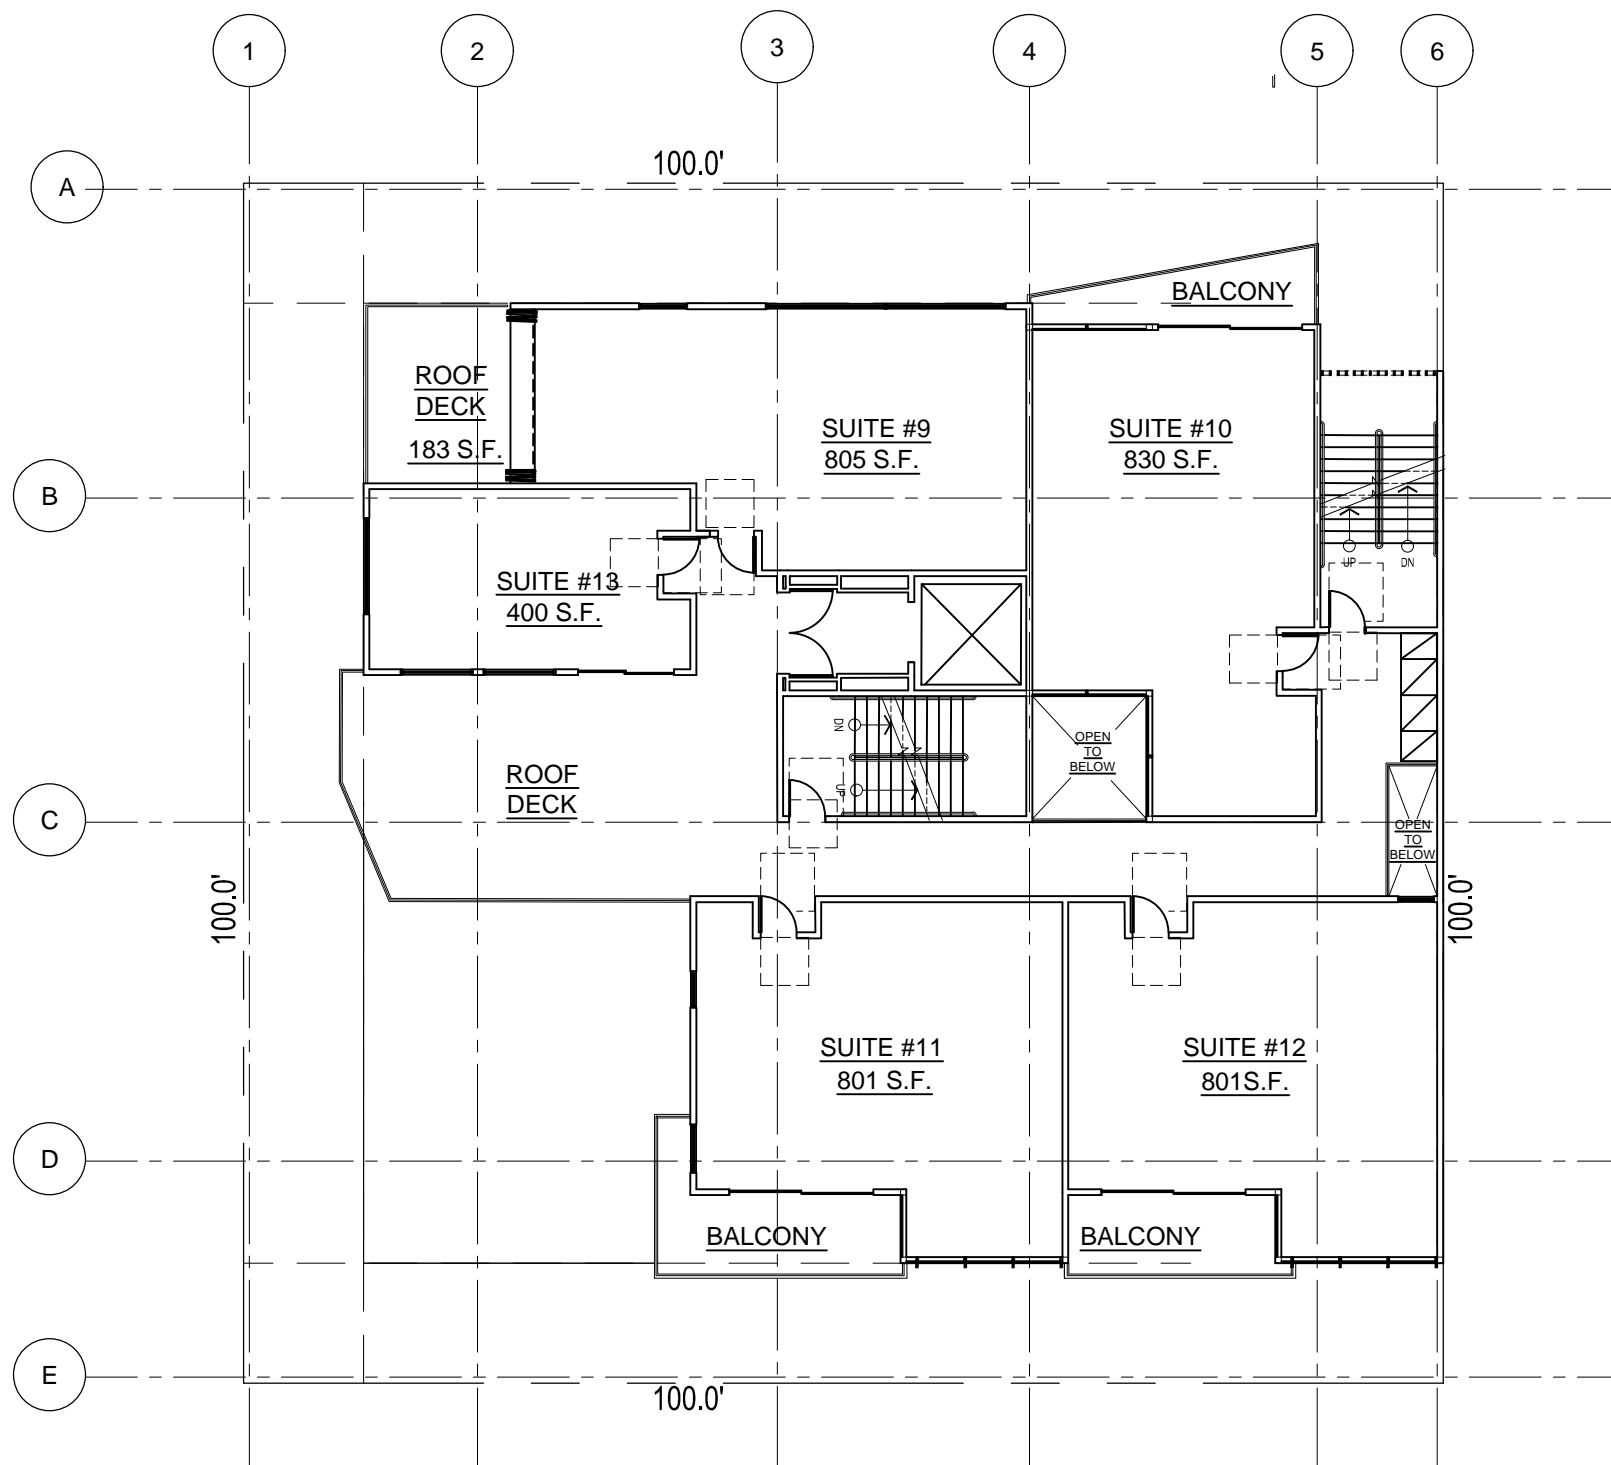 1
2
3
4
5
6
100.0'
A
BALCONY
ROOF
DECK
183 S.F.
SUITE #9
805 S.F.
SUITE #10
830 S.F.
B
UP
DN
SUITE #13
400 S.F.
DN
UP
OPEN
TO
BELOW
ROOF
DECK
C
OPEN
TO
BELOW
100.0'
100.0'
SUITE #11
801 S.F.
SUITE #12
801S.F.
D
BALCONY
BALCONY
E
100.0'